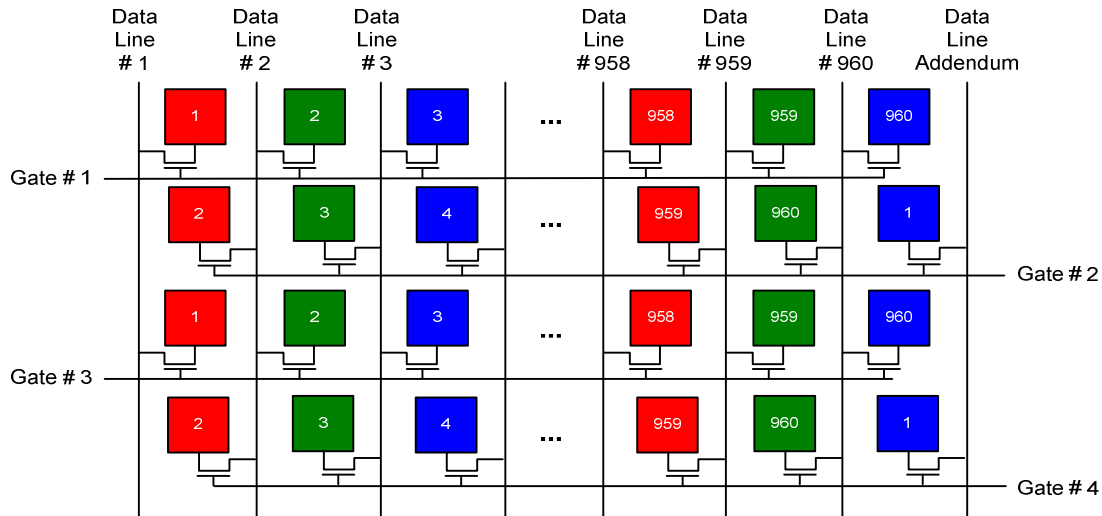 Data Line # 1
Data Line # 2
Data Line # 3
Data Line # 958
Data Line # 959
Data Line # 960
Data Line Addendum
1 2 3 ... 958 959 960
Gate # 1
2 3 4 ... 959 960 1
Gate # 2
1 2 3 ... 958 959 960
Gate # 3
2 3 4 ... 959 960 1
Gate # 4